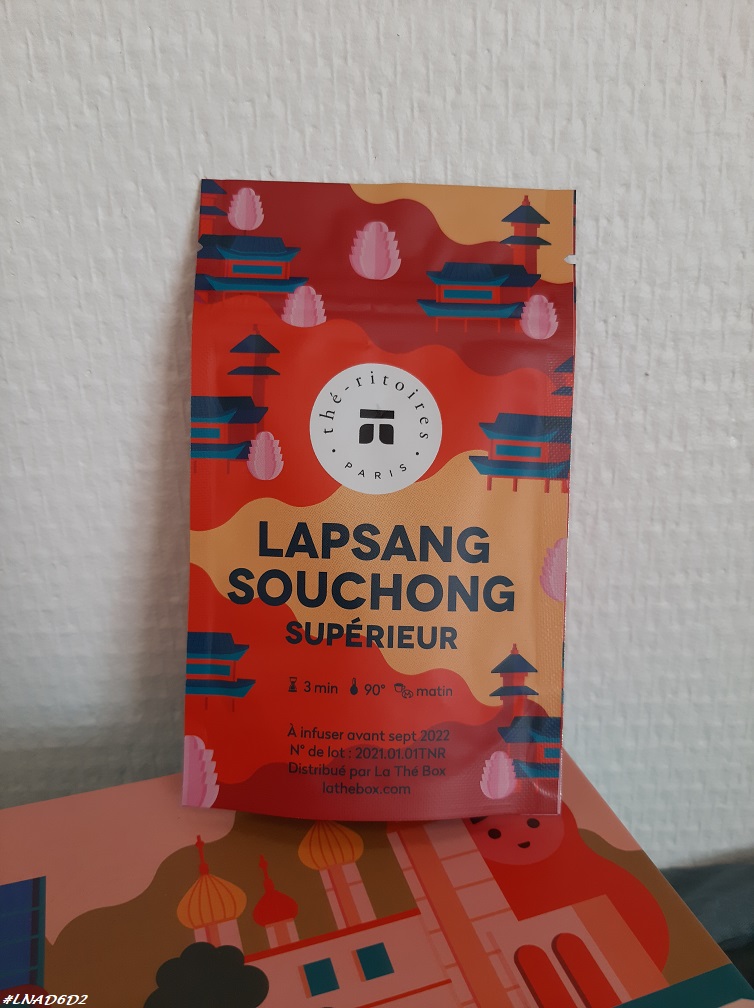 thé-ritoires
PARIS
LAPSANG
SOUCHONG
SUPÉRIEUR
3 min 90° matin
À infuser avant sept 2022
N° de lot : 2021.01.01TNR
Distribué par La Thé Box
lathebox.com
#LNAD6D2